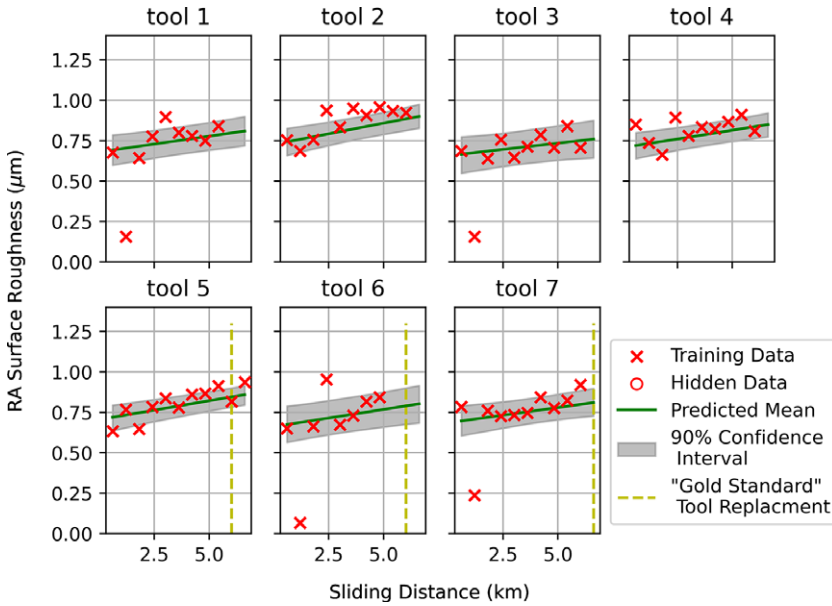 tool 1 tool 2 tool 3 tool 4
1.25
1.00
0.75
0.50
0.25
0.00
RA Surface Roughness (μm)
tool 5 tool 6 tool 7
1.25
1.00
0.75
0.50
0.25
0.00
2.5 5.0 2.5 5.0 2.5 5.0
Sliding Distance (km)
Training Data
Hidden Data
Predicted Mean
90% Confidence
Interval
"Gold Standard"
Tool Replacment